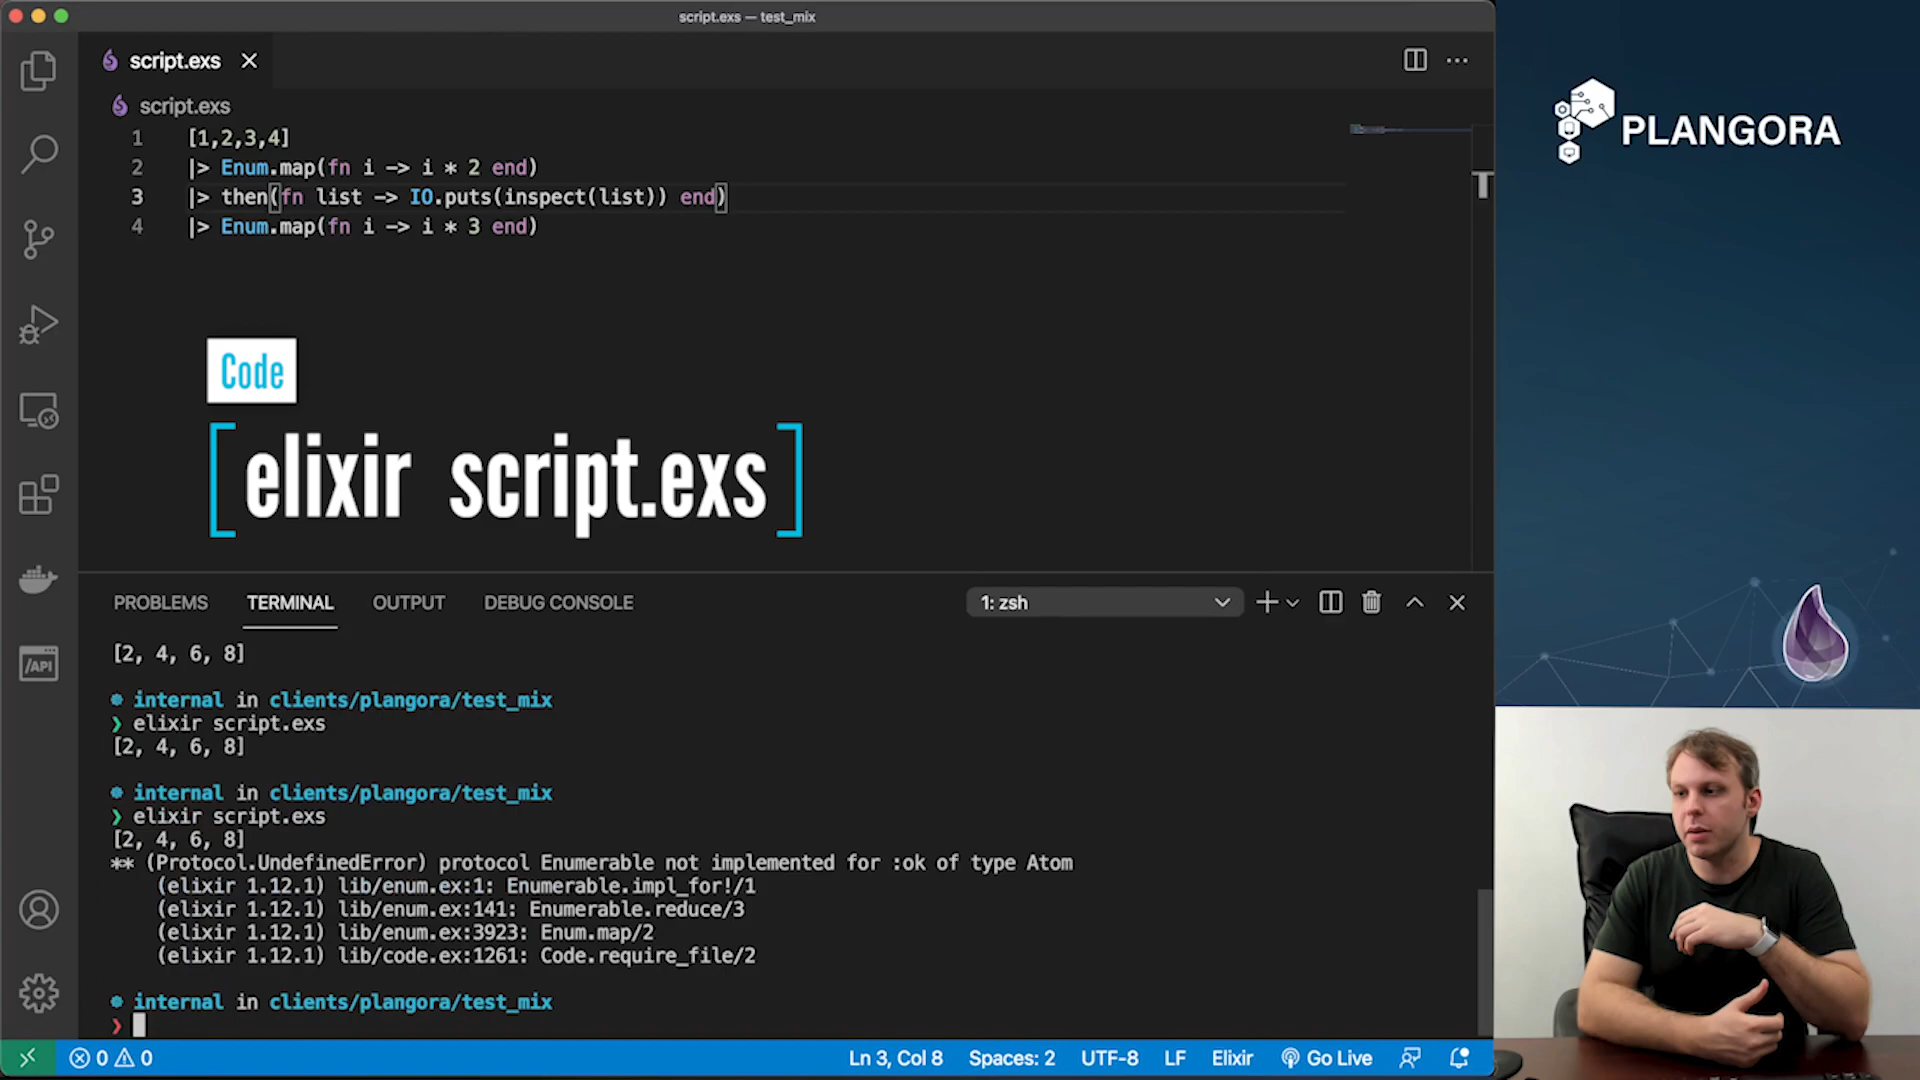 script.exs — test_mix
script.exs
script.exs
1 [1,2,3,4]
2 |> Enum.map(fn i -> i * 2 end)
3 |> then(fn list -> IO.puts(inspect(list)) end)
4 |> Enum.map(fn i -> i * 3 end)
Code
elixir script.exs
PLANGORA
PROBLEMS TERMINAL OUTPUT DEBUG CONSOLE 1: zsh
[2, 4, 6, 8]
internal in clients/plangora/test_mix
❯ elixir script.exs
[2, 4, 6, 8]
internal in clients/plangora/test_mix
❯ elixir script.exs
[2, 4, 6, 8]
** (Protocol.UndefinedError) protocol Enumerable not implemented for :ok of type Atom
(elixir 1.12.1) lib/enum.ex:1: Enumerable.impl_for!/1
(elixir 1.12.1) lib/enum.ex:141: Enumerable.reduce/3
(elixir 1.12.1) lib/enum.ex:3923: Enum.map/2
(elixir 1.12.1) lib/code.ex:1261: Code.require_file/2
internal in clients/plangora/test_mix
❯
/API
0 0 Ln 3, Col 8 Spaces: 2 UTF-8 LF Elixir Go Live